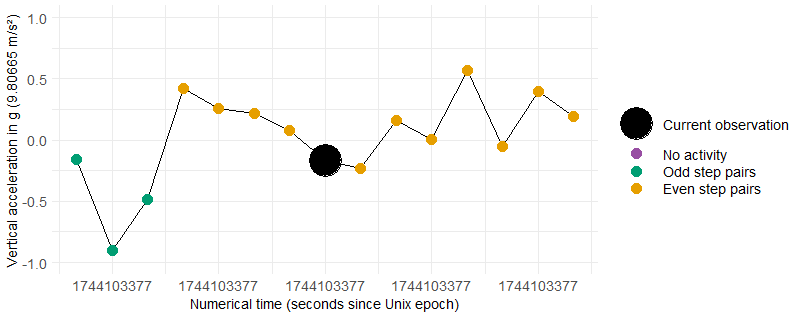 Vertical acceleration in g (9.80665 m/s²)
1.0
0.5
0.0
-0.5
-1.0
1744103377 1744103377 1744103377 1744103377 1744103377
Numerical time (seconds since Unix epoch)
Current observation
No activity
Odd step pairs
Even step pairs